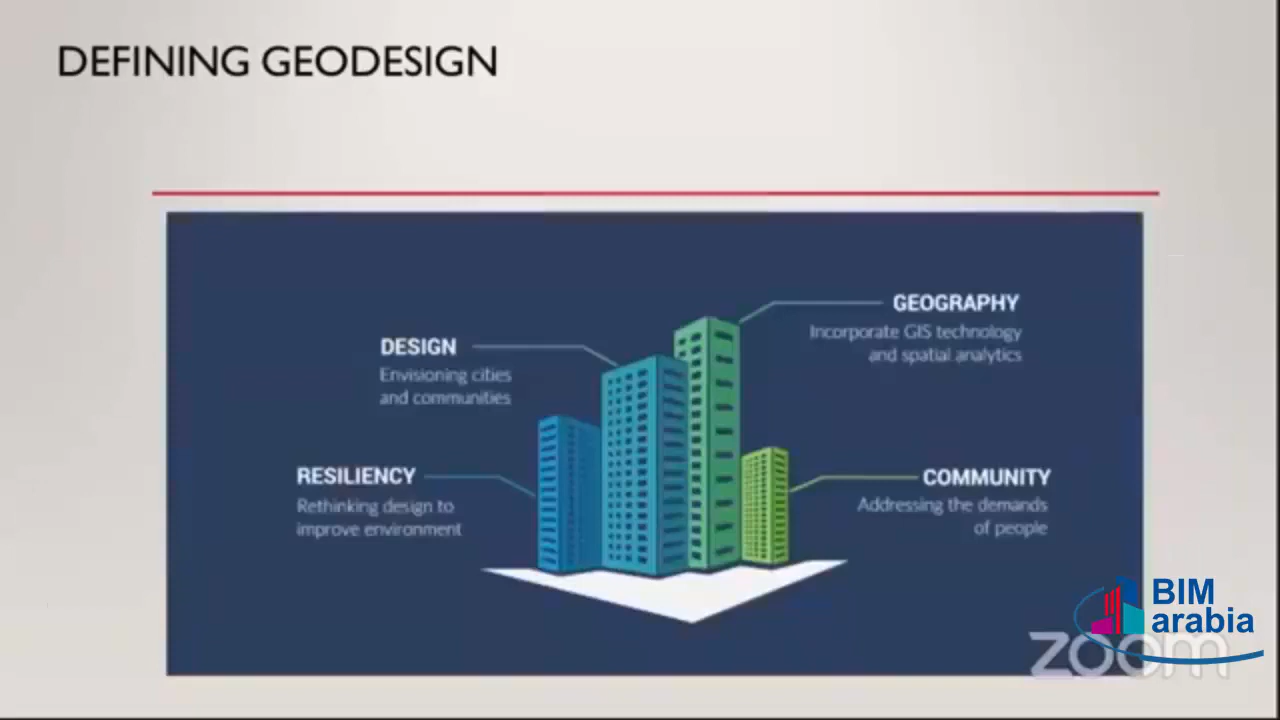 DEFINING GEODESIGN
GEOGRAPHY
Incorporate GIS technology
and spatial analytics
DESIGN
Envisioning cities
and communities
RESILIENCY
Rethinking design to
improve environment
COMMUNITY
Addressing the demands
of people
BIM
arabia
zoom